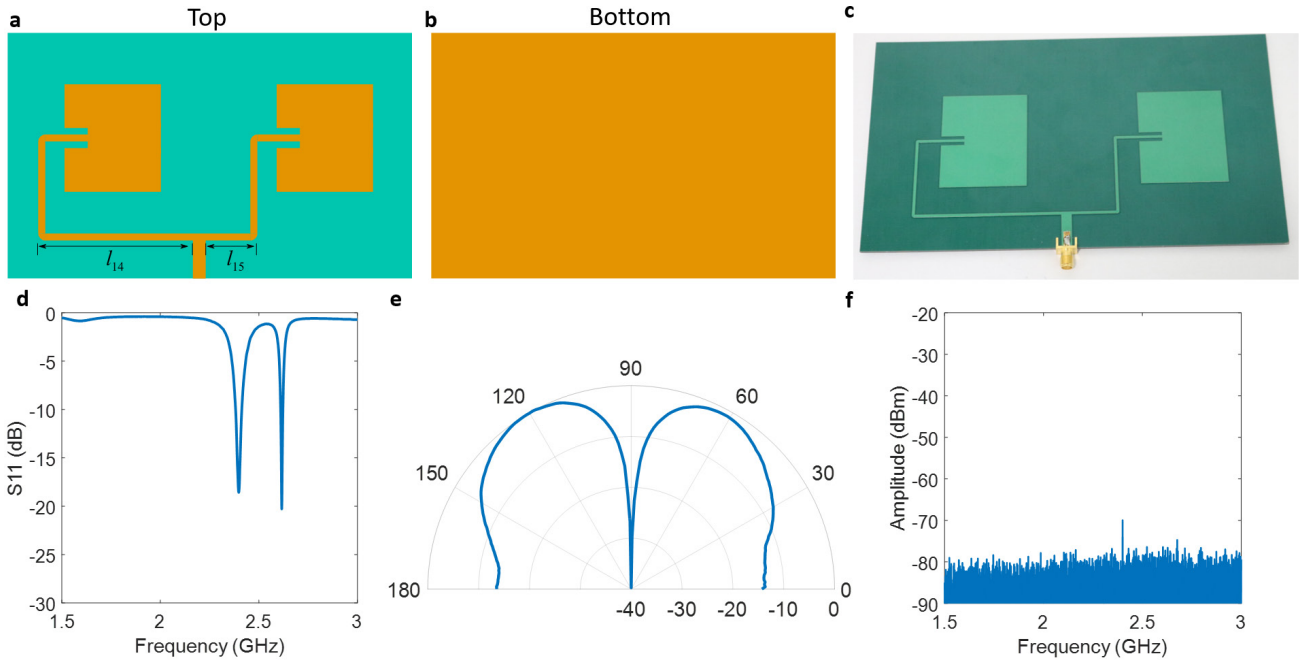 a Top b Bottom c
l14 l15
d e f
0
-5
-10
-15
-20
-25
-30
S11 (dB)
1.5 2 2.5 3
Frequency (GHz)
90
120 60
150 30
180 0
-40 -30 -20 -10 0
-20
-30
-40
-50
-60
-70
-80
-90
Amplitude (dBm)
1.5 2 2.5 3
Frequency (GHz)